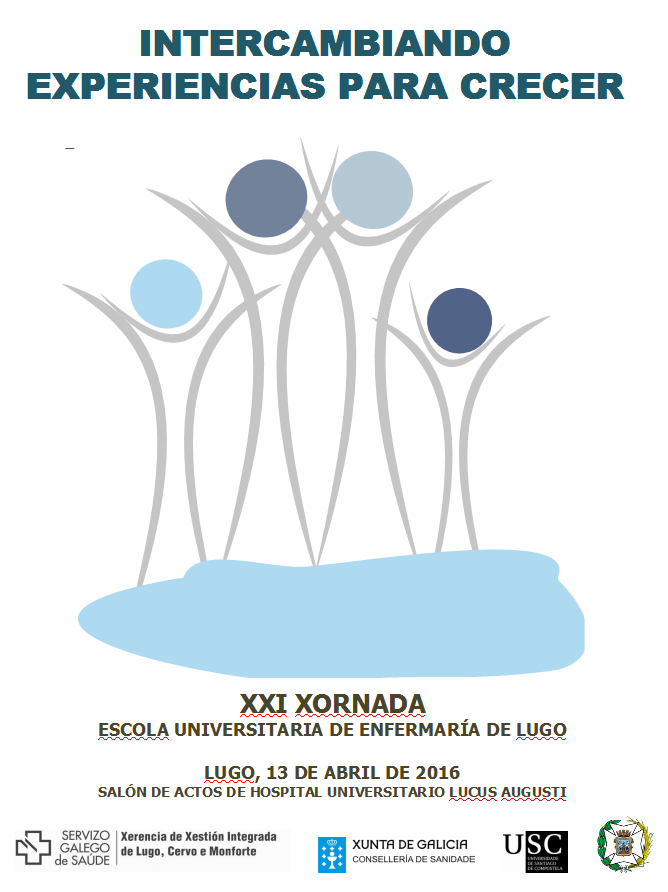 INTERCAMBIANDO
EXPERIENCIAS PARA CRECER
XXI XORNADA
ESCOLA UNIVERSITARIA DE ENFERMARÍA DE LUGO
LUGO, 13 DE ABRIL DE 2016
SALÓN DE ACTOS DE HOSPITAL UNIVERSITARIO LUCUS AUGUSTI
SERVIZO
GALEGO
de SAÚDE
Xerencia de Xestión Integrada
de Lugo, Cervo e Monforte
XUNTA DE GALICIA
CONSELLERÍA DE SANIDADE
USC
UNIVERSIDADE
DE SANTIAGO
DE COMPOSTELA